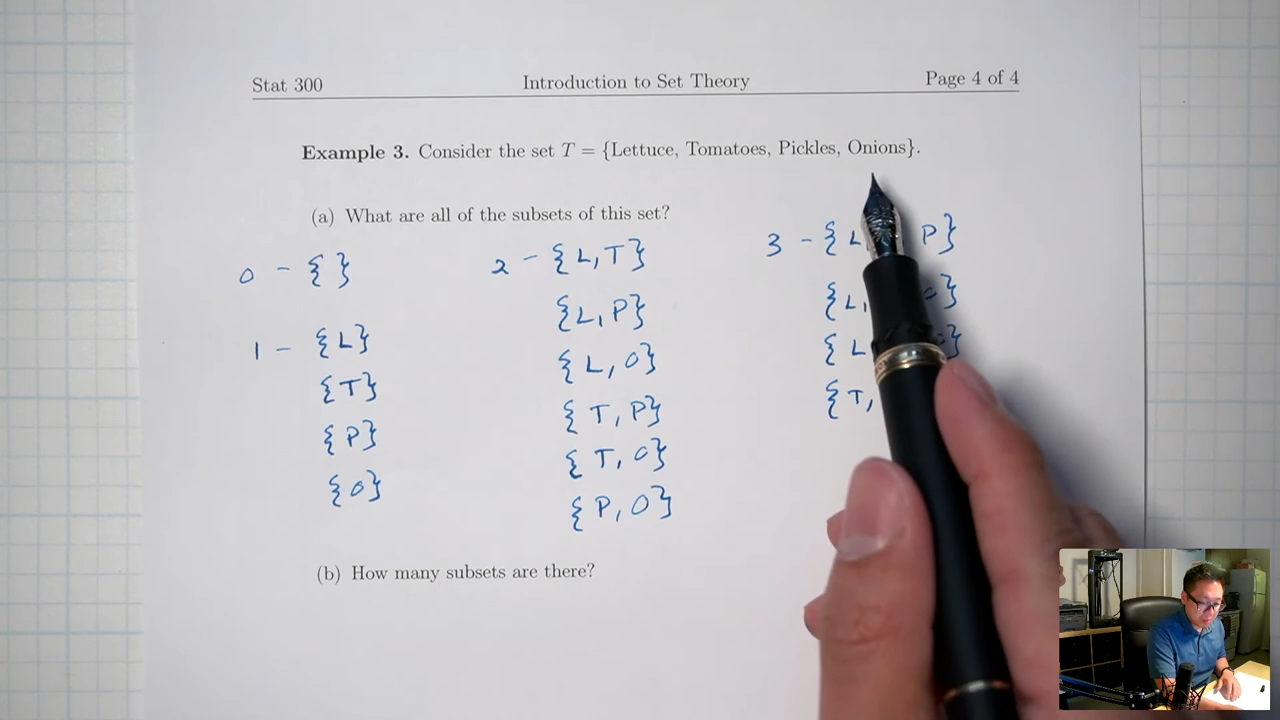 Stat 300 Introduction to Set Theory Page 4 of 4
Example 3. Consider the set T = {Lettuce, Tomatoes, Pickles, Onions}.
(a) What are all of the subsets of this set?
0 - { }
1 - {L}
{T}
{P}
{O}
2 - {L,T}
{L,P}
{L,O}
{T,P}
{T,O}
{P,O}
3 - {L, P}
{L, O}
{L O}
{T,
(b) How many subsets are there?